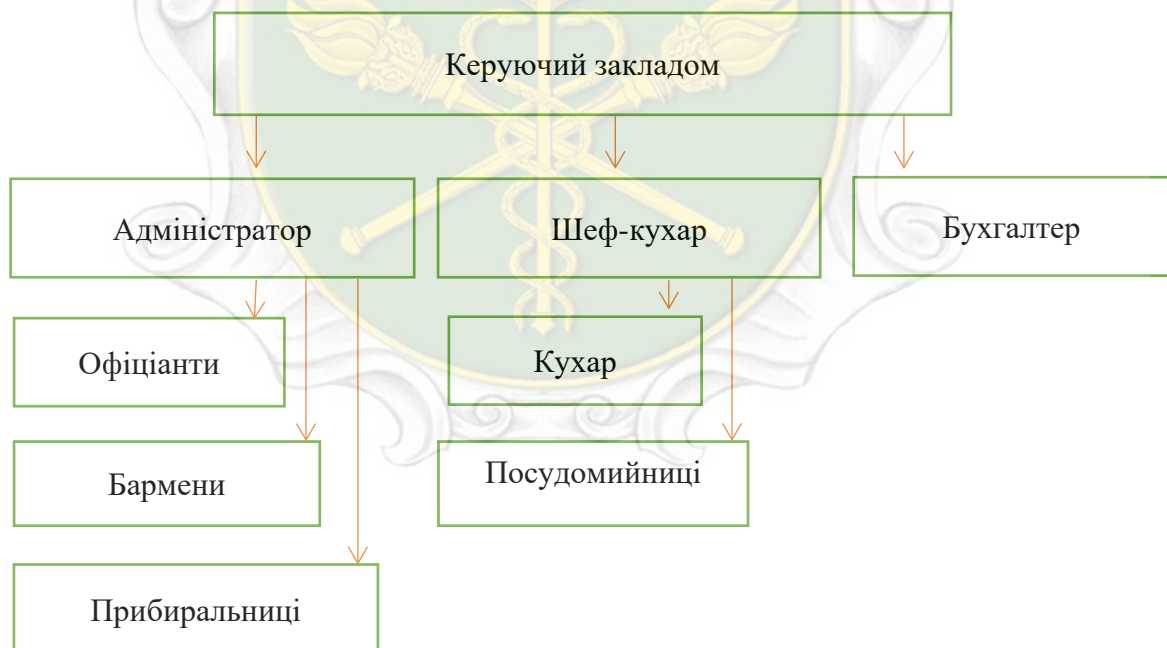 Керуючий закладом
Адміністратор
Шеф-кухар
Бухгалтер
Офіціанти
Кухар
Бармени
Посудомийниці
Прибиральниці